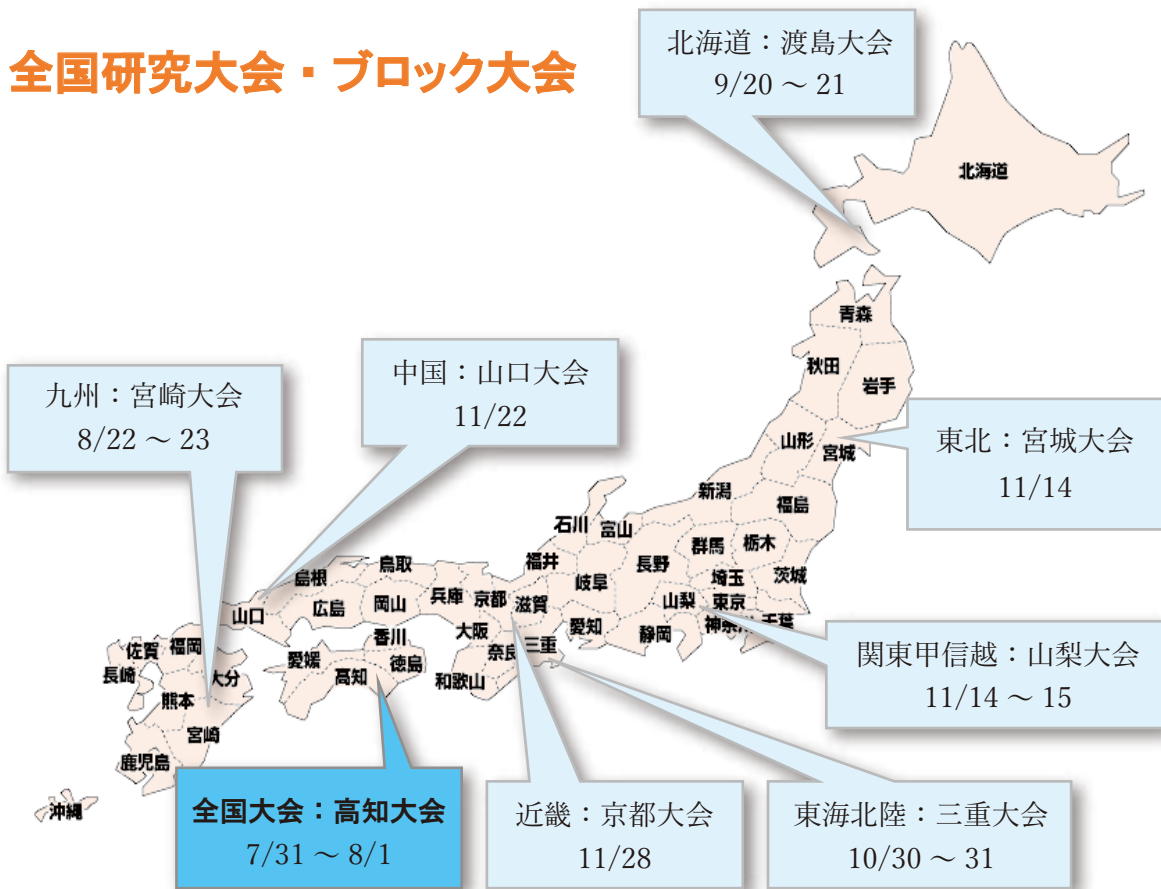 全国研究大会・ブロック大会
北海道：渡島大会
9/20 ～ 21
北海道
青森
秋田
岩手
中国：山口大会
11/22
九州：宮崎大会
8/22 ～ 23
東北：宮城大会
11/14
山形
宮城
新潟
福島
石川
富山
群馬
栃木
福井
長野
茨城
鳥取
島根
岐阜
埼玉
兵庫
京都
滋賀
山梨
東京
広島
岡山
山口
神奈川
千葉
愛知
静岡
大阪
香川
奈良
三重
佐賀
福岡
愛媛
徳島
長崎
大分
高知
和歌山
熊本
宮崎
鹿児島
沖縄
関東甲信越：山梨大会
11/14 ～ 15
全国大会：高知大会
7/31 ～ 8/1
近畿：京都大会
11/28
東海北陸：三重大会
10/30 ～ 31